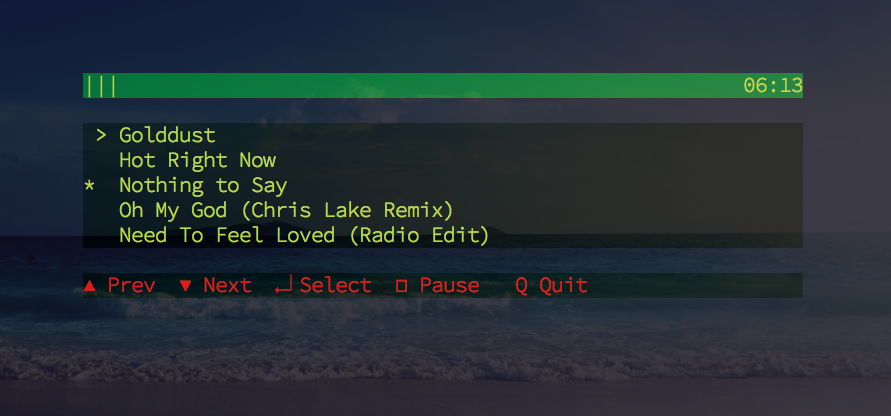 ||| 06:13
> Golddust
Hot Right Now
* Nothing to Say
Oh My God (Chris Lake Remix)
Need To Feel Loved (Radio Edit)
▲ Prev ▼ Next ⏎ Select □ Pause Q Quit